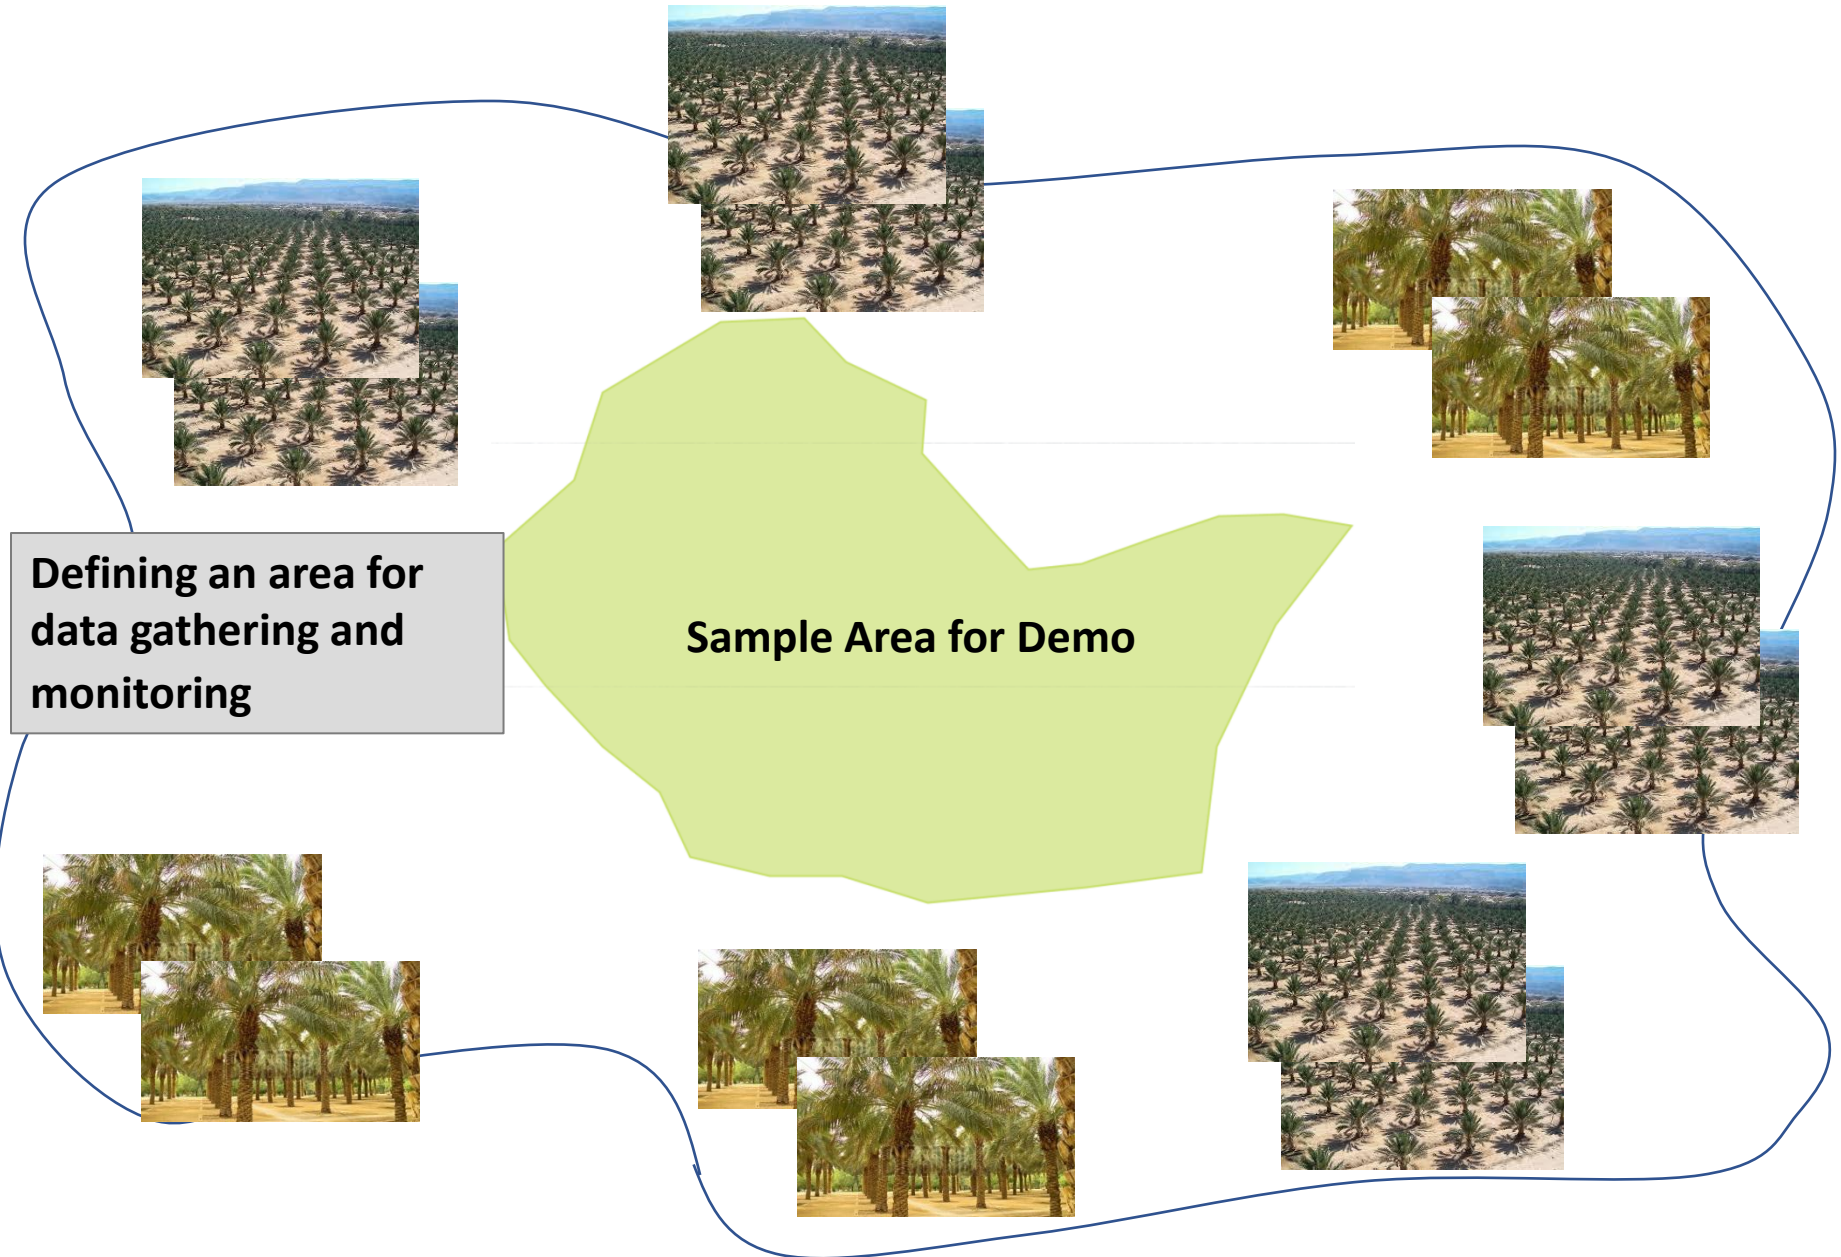 Defining an area for
data gathering and
monitoring
Sample Area for Demo